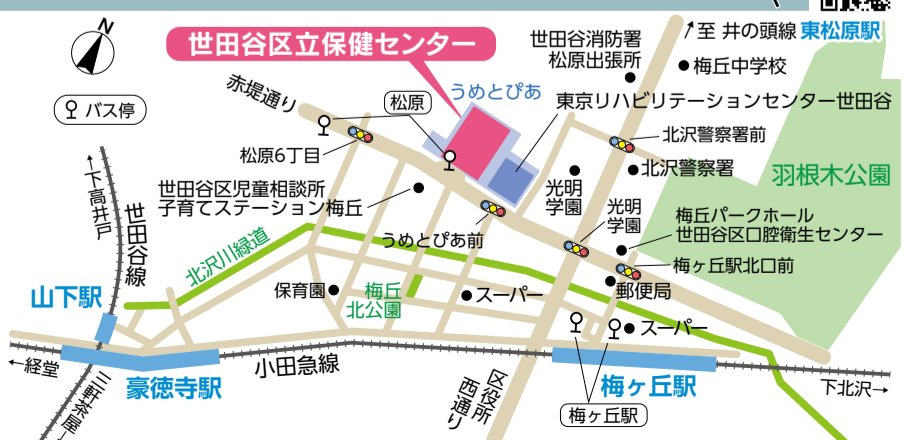 N
バス停
世田谷区立保健センター
赤堤通り
松原
うめとぴあ
世田谷消防署
松原出張所
至 井の頭線 東松原駅
梅丘中学校
東京リハビリテーションセンター世田谷
北沢警察署前
北沢警察署
羽根木公園
松原6丁目
世田谷区児童相談所
子育てステーション梅丘
光明
学園
光明
学園
梅丘パークホール
世田谷区口腔衛生センター
うめとぴあ前
梅ヶ丘駅北口前
←下高井戸
世田谷線
北沢川緑道
山下駅
保育園
梅丘
北公園
スーパー
郵便局
スーパー
←経堂
豪徳寺駅
小田急線
三軒茶屋→
区役所
西通り
梅ヶ丘駅
梅ヶ丘駅
下北沢→